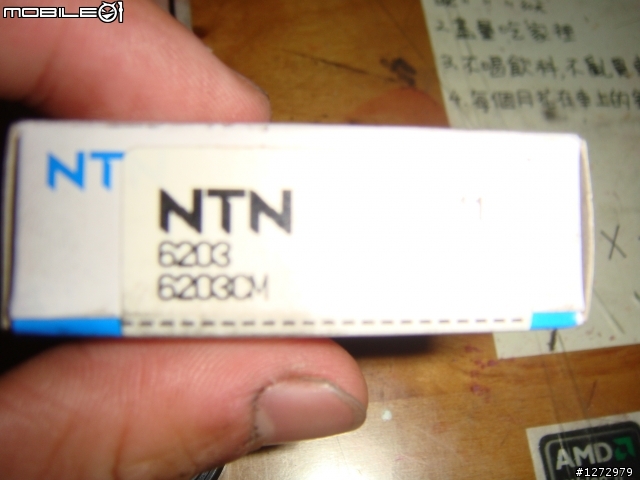 MOBILE01
2.盡量吃家裡
3.不喝飲料,不亂買
4.每個月
NT
NTN
6203
6203CM
AMD
#1272979